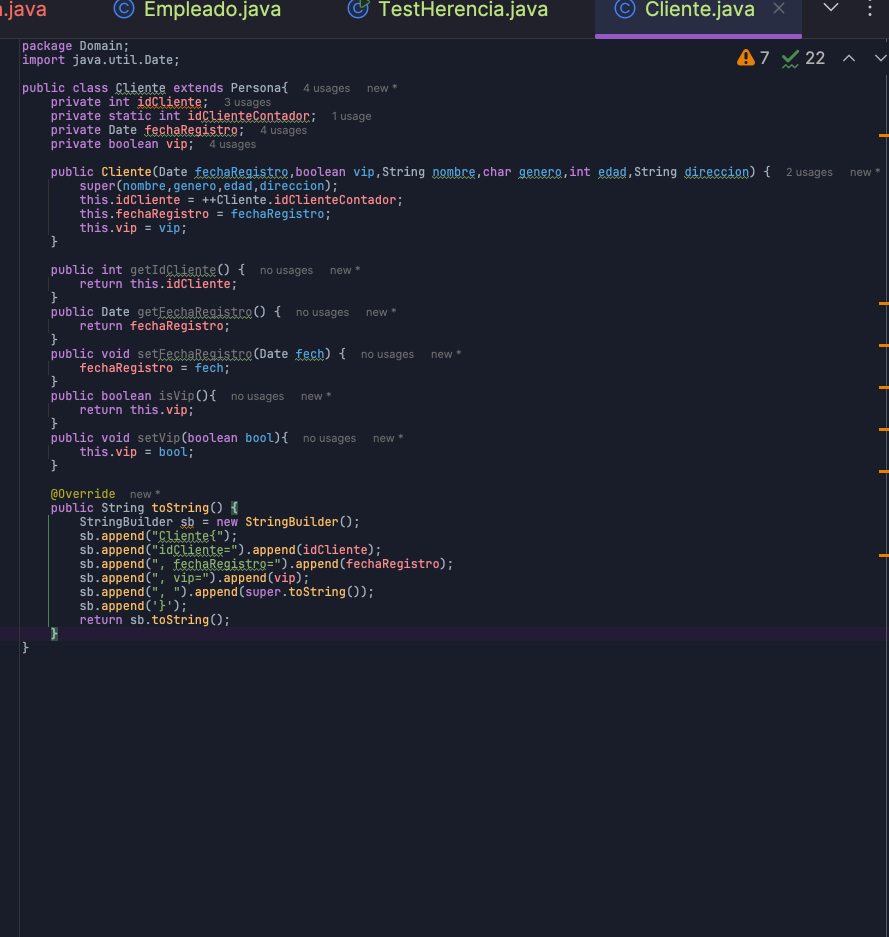 .java Empleado.java TestHerencia.java Cliente.java
7 22
package Domain;
import java.util.Date;
public class Cliente extends Persona{ 4 usages new *
private int idCliente; 3 usages
private static int idClienteContador; 1 usage
private Date fechaRegistro; 4 usages
private boolean vip; 4 usages
public Cliente(Date fechaRegistro,boolean vip,String nombre,char genero,int edad,String direccion) { 2 usages new *
super(nombre,genero,edad,direccion);
this.idCliente = ++Cliente.idClienteContador;
this.fechaRegistro = fechaRegistro;
this.vip = vip;
}
public int getIdCliente() { no usages new *
return this.idCliente;
}
public Date getFechaRegistro() { no usages new *
return fechaRegistro;
}
public void setFechaRegistro(Date fech) { no usages new *
fechaRegistro = fech;
}
public boolean isVip(){ no usages new *
return this.vip;
}
public void setVip(boolean bool){ no usages new *
this.vip = bool;
}
@Override new *
public String toString() {
StringBuilder sb = new StringBuilder();
sb.append("Cliente{");
sb.append("idCliente=").append(idCliente);
sb.append(", fechaRegistro=").append(fechaRegistro);
sb.append(", vip=").append(vip);
sb.append(", ").append(super.toString());
sb.append('}');
return sb.toString();
}
}